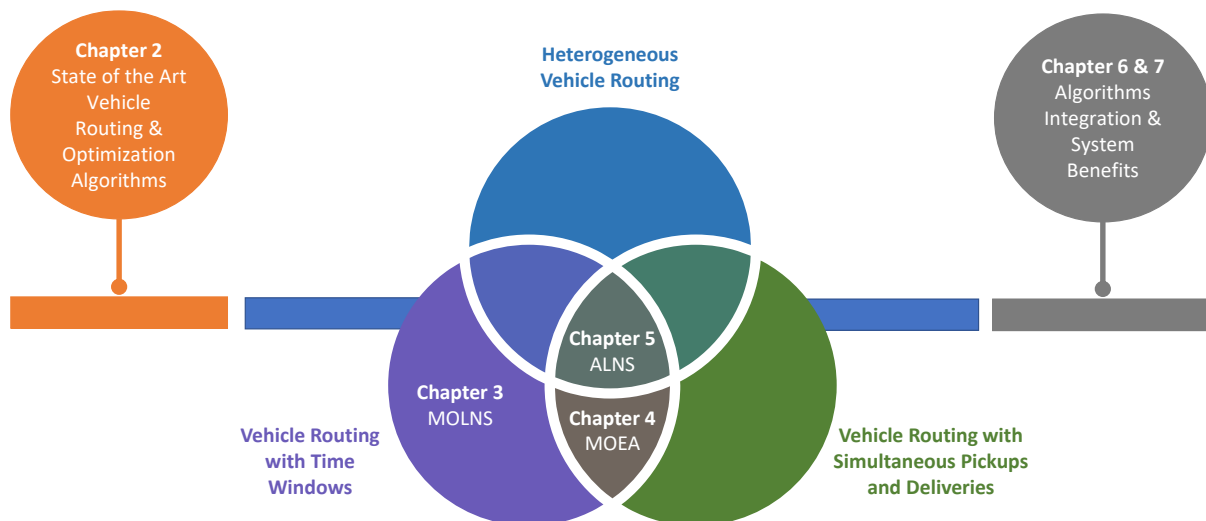 Chapter 2
State of the Art
Vehicle
Routing &
Optimization
Algorithms
Heterogeneous
Vehicle Routing
Chapter 6 & 7
Algorithms
Integration &
System
Benefits
Chapter 5
ALNS
Chapter 3
MOLNS
Chapter 4
MOEA
Vehicle Routing
with Time
Windows
Vehicle Routing with
Simultaneous Pickups
and Deliveries